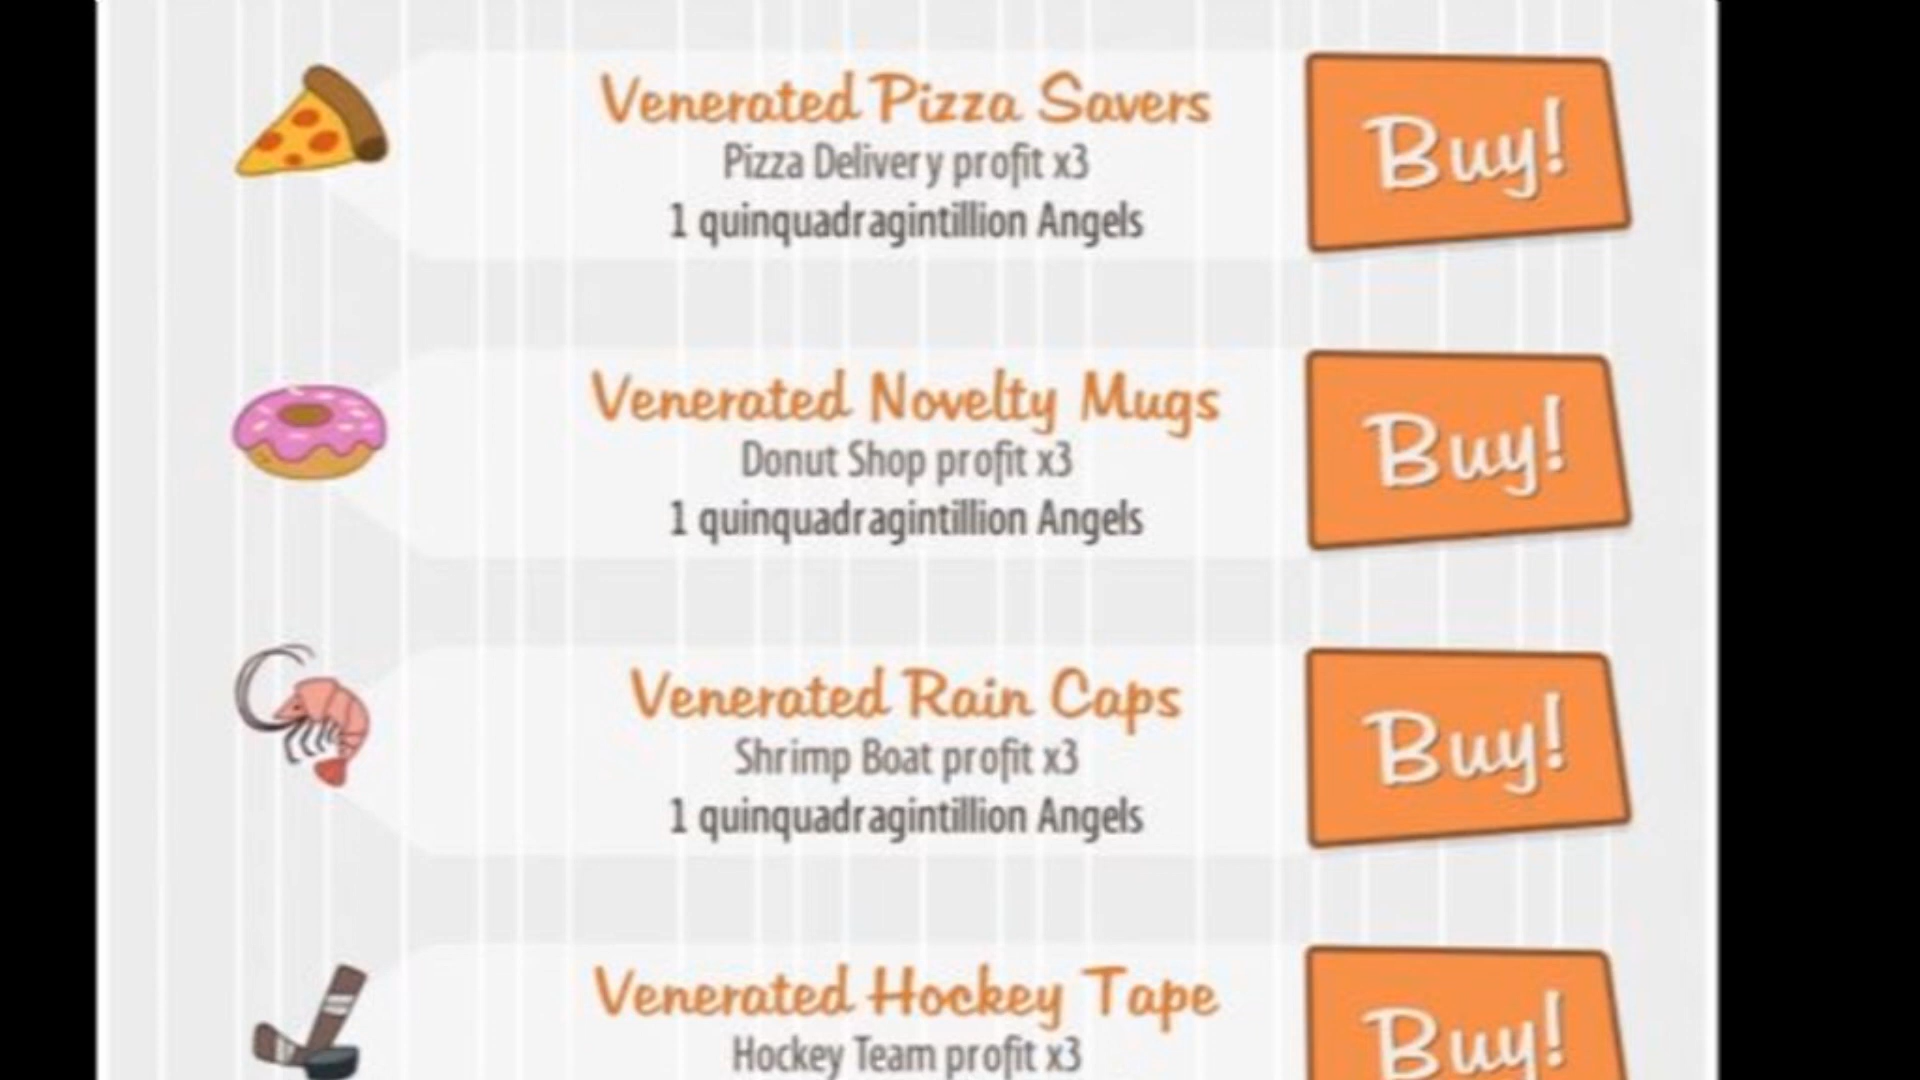 Venerated Pizza Savers
Pizza Delivery profit x3
1 quinquadragintillion Angels
Buy!
Venerated Novelty Mugs
Donut Shop profit x3
1 quinquadragintillion Angels
Buy!
Venerated Rain Caps
Shrimp Boat profit x3
1 quinquadragintillion Angels
Buy!
Venerated Hockey Tape
Hockey Team profit x3
Buy!